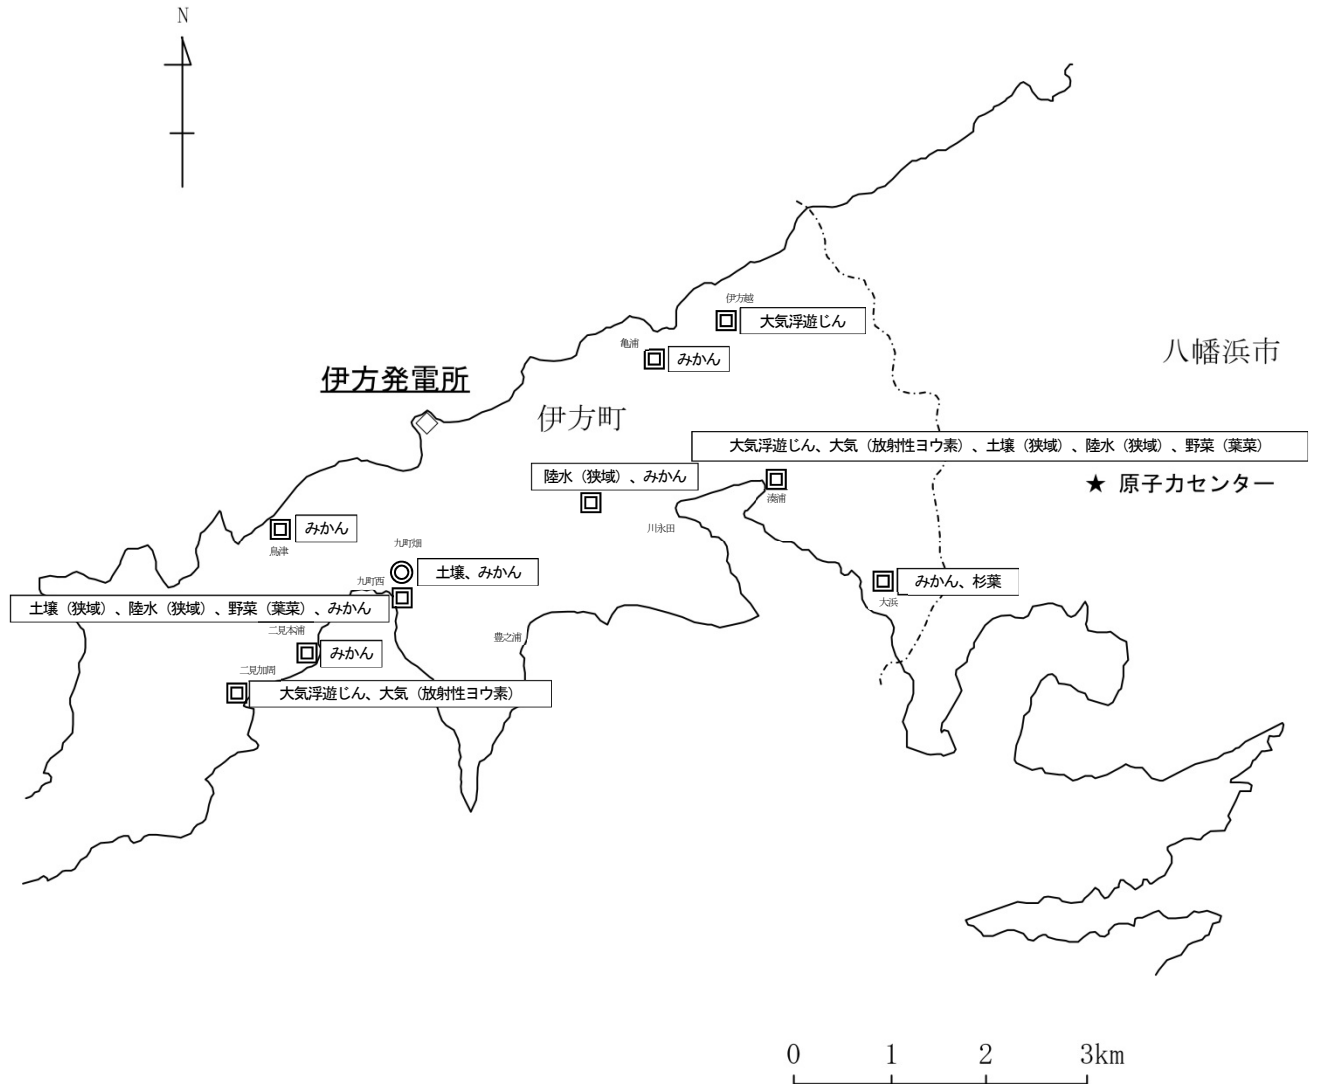 N
伊方越
大気浮遊じん
亀浦
みかん
八幡浜市
伊方発電所
伊方町
大気浮遊じん、大気（放射性ヨウ素）、土壌（狭域）、陸水（狭域）、野菜（葉菜）
陸水（狭域）、みかん
★ 原子力センター
湊浦
川永田
みかん
鳥津
九町畑
土壌、みかん
九町西
みかん、杉葉
大浜
土壌（狭域）、陸水（狭域）、野菜（葉菜）、みかん
二見本浦
豊之浦
みかん
二見加周
大気浮遊じん、大気（放射性ヨウ素）
0 1 2 3km